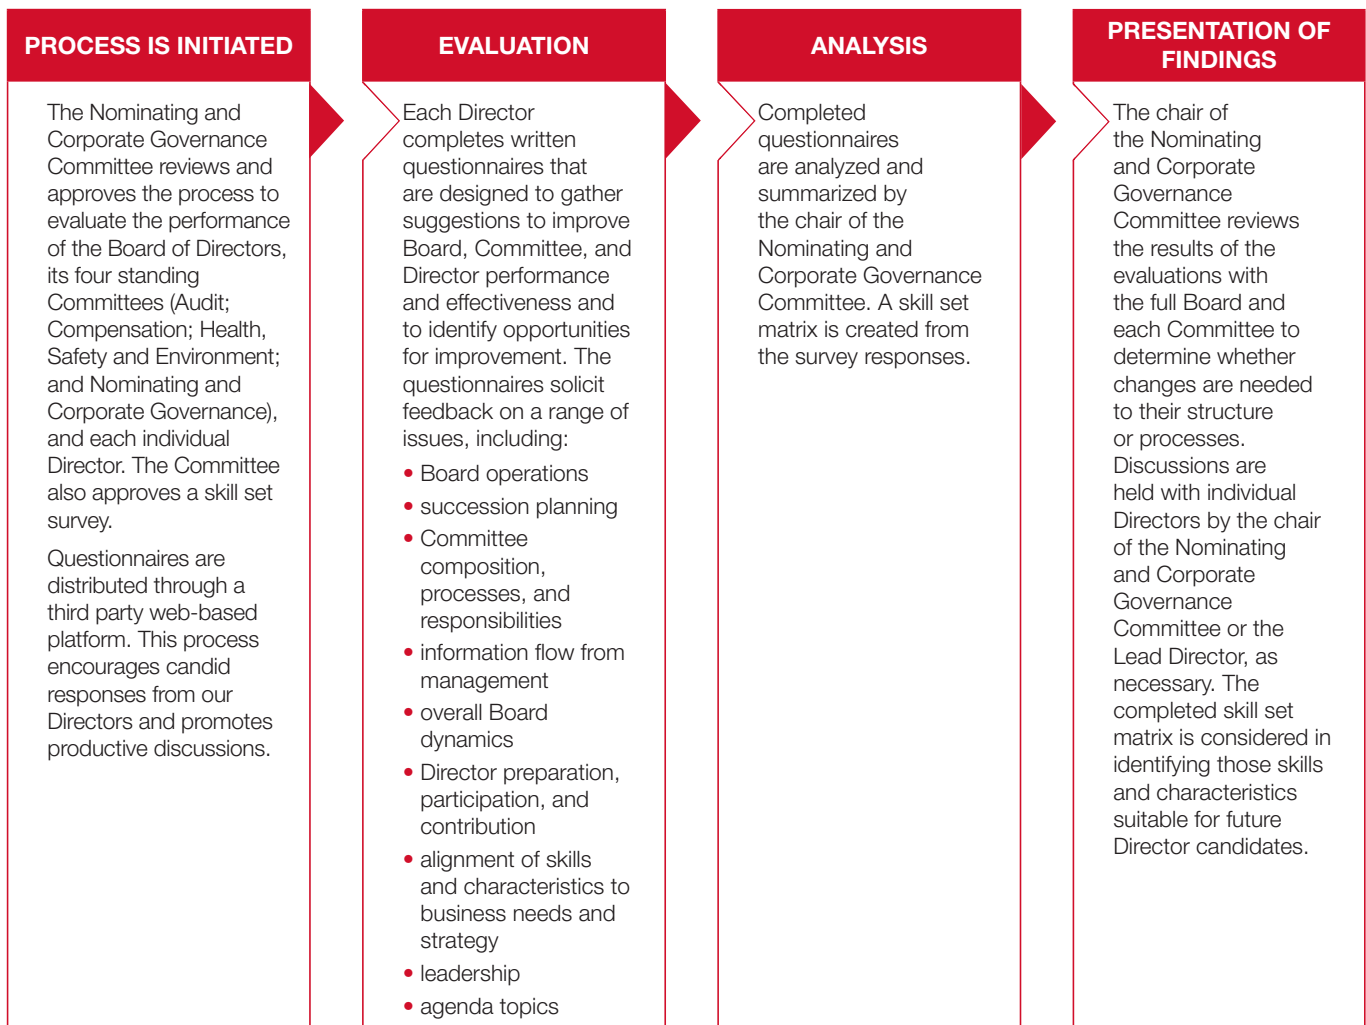 PROCESS IS INITIATED
The Nominating and
Corporate Governance
Committee reviews and
approves the process to
evaluate the performance
of the Board of Directors,
its four standing
Committees (Audit;
Compensation; Health,
Safety and Environment;
and Nominating and
Corporate Governance),
and each individual
Director. The Committee
also approves a skill set
survey.
Questionnaires are
distributed through a
third party web-based
platform. This process
encourages candid
responses from our
Directors and promotes
productive discussions.
EVALUATION
Each Director
completes written
questionnaires that
are designed to gather
suggestions to improve
Board, Committee, and
Director performance
and effectiveness and
to identify opportunities
for improvement. The
questionnaires solicit
feedback on a range of
issues, including:
• Board operations
• succession planning
• Committee
composition,
processes, and
responsibilities
• information flow from
management
• overall Board
dynamics
• Director preparation,
participation, and
contribution
• alignment of skills
and characteristics to
business needs and
strategy
• leadership
• agenda topics
ANALYSIS
Completed
questionnaires
are analyzed and
summarized by
the chair of the
Nominating and
Corporate Governance
Committee. A skill set
matrix is created from
the survey responses.
PRESENTATION OF
FINDINGS
The chair of
the Nominating
and Corporate
Governance
Committee reviews
the results of the
evaluations with
the full Board and
each Committee to
determine whether
changes are needed
to their structure
or processes.
Discussions are
held with individual
Directors by the chair
of the Nominating
and Corporate
Governance
Committee or the
Lead Director, as
necessary. The
completed skill set
matrix is considered in
identifying those skills
and characteristics
suitable for future
Director candidates.